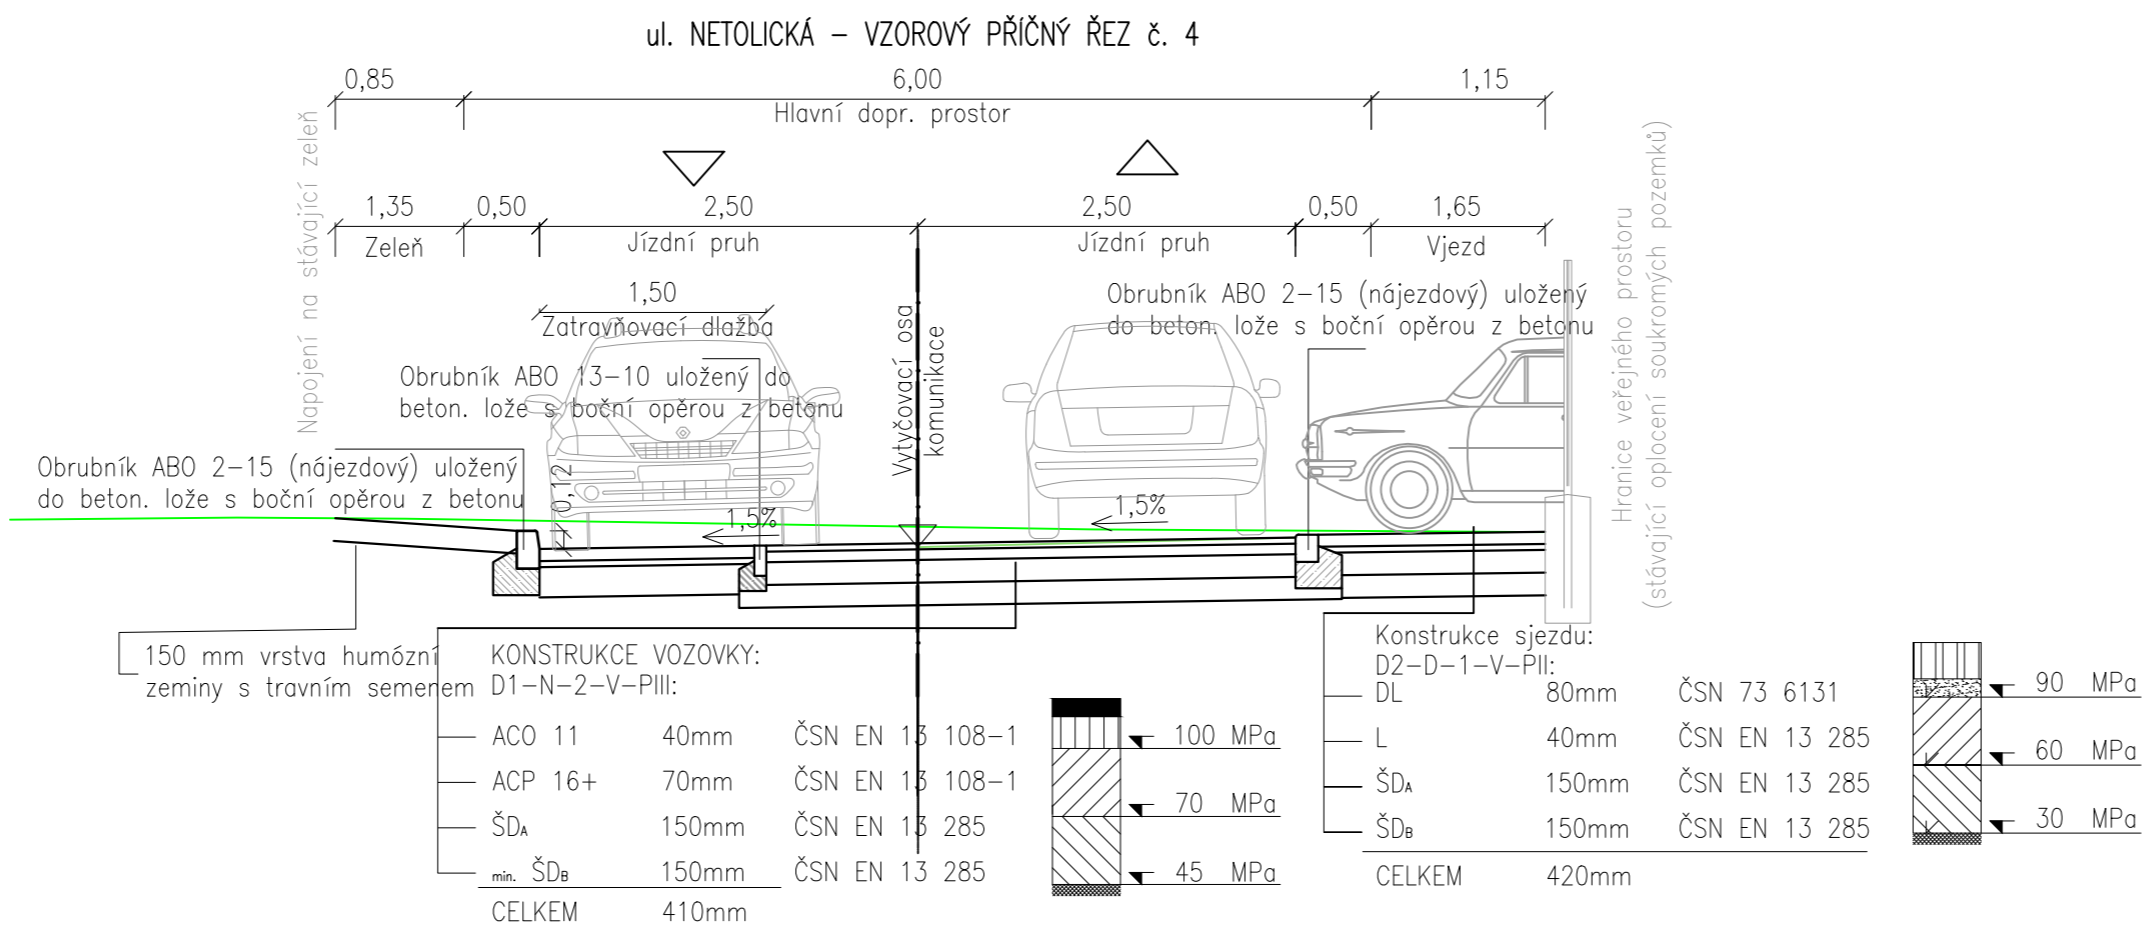 ul. NETOLICKÁ – VZOROVÝ PŘÍČNÝ ŘEZ č. 4
0,85 6,00 1,15
Hlavní dopr. prostor
Napojení na stávající zeleň
1,35 0,50 2,50 2,50 0,50 1,65
Zeleň Jízdní pruh Jízdní pruh Vjezd
Hranice veřejného prostoru
(stávající oplocení soukromých pozemků)
1,50
Zatravňovací dlažba
Obrubník ABO 2-15 (nájezdový) uložený
do beton. lože s boční opěrou z betonu
Vytyčovací osa
komunikace
Obrubník ABO 13-10 uložený do
beton. lože s boční opěrou z betonu
Obrubník ABO 2-15 (nájezdový) uložený
do beton. lože s boční opěrou z betonu
0,12
1,5%
1,5%
150 mm vrstva humózní
zeminy s travním semenem
KONSTRUKCE VOZOVKY:
D1-N-2-V-PIII:
ACO 11 40mm ČSN EN 13 108-1
ACP 16+ 70mm ČSN EN 13 108-1
ŠDA 150mm ČSN EN 13 285
min. ŠDB 150mm ČSN EN 13 285
CELKEM 410mm
100 MPa
70 MPa
45 MPa
Konstrukce sjezdu:
D2-D-1-V-PII:
DL 80mm ČSN 73 6131
L 40mm ČSN EN 13 285
ŠDA 150mm ČSN EN 13 285
ŠDB 150mm ČSN EN 13 285
CELKEM 420mm
90 MPa
60 MPa
30 MPa